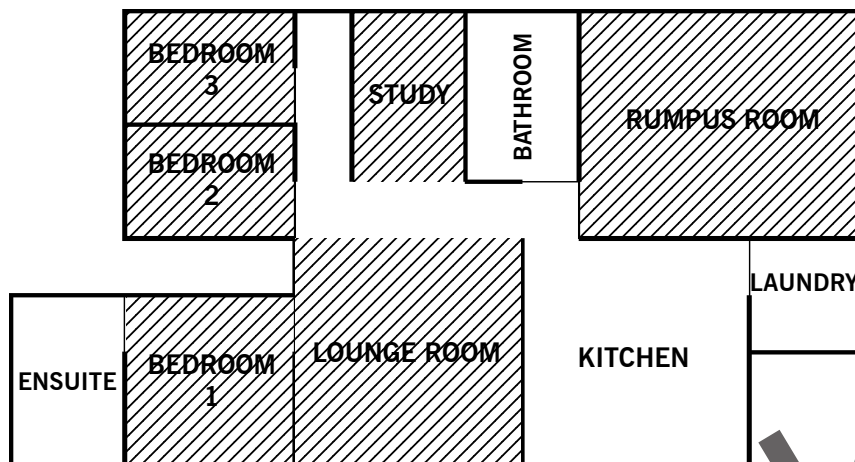 BEDROOM
3
STUDY
BATHROOM
RUMPUS ROOM
BEDROOM
2
LAUNDRY
ENSUITE
BEDROOM
1
LOUNGE ROOM
KITCHEN